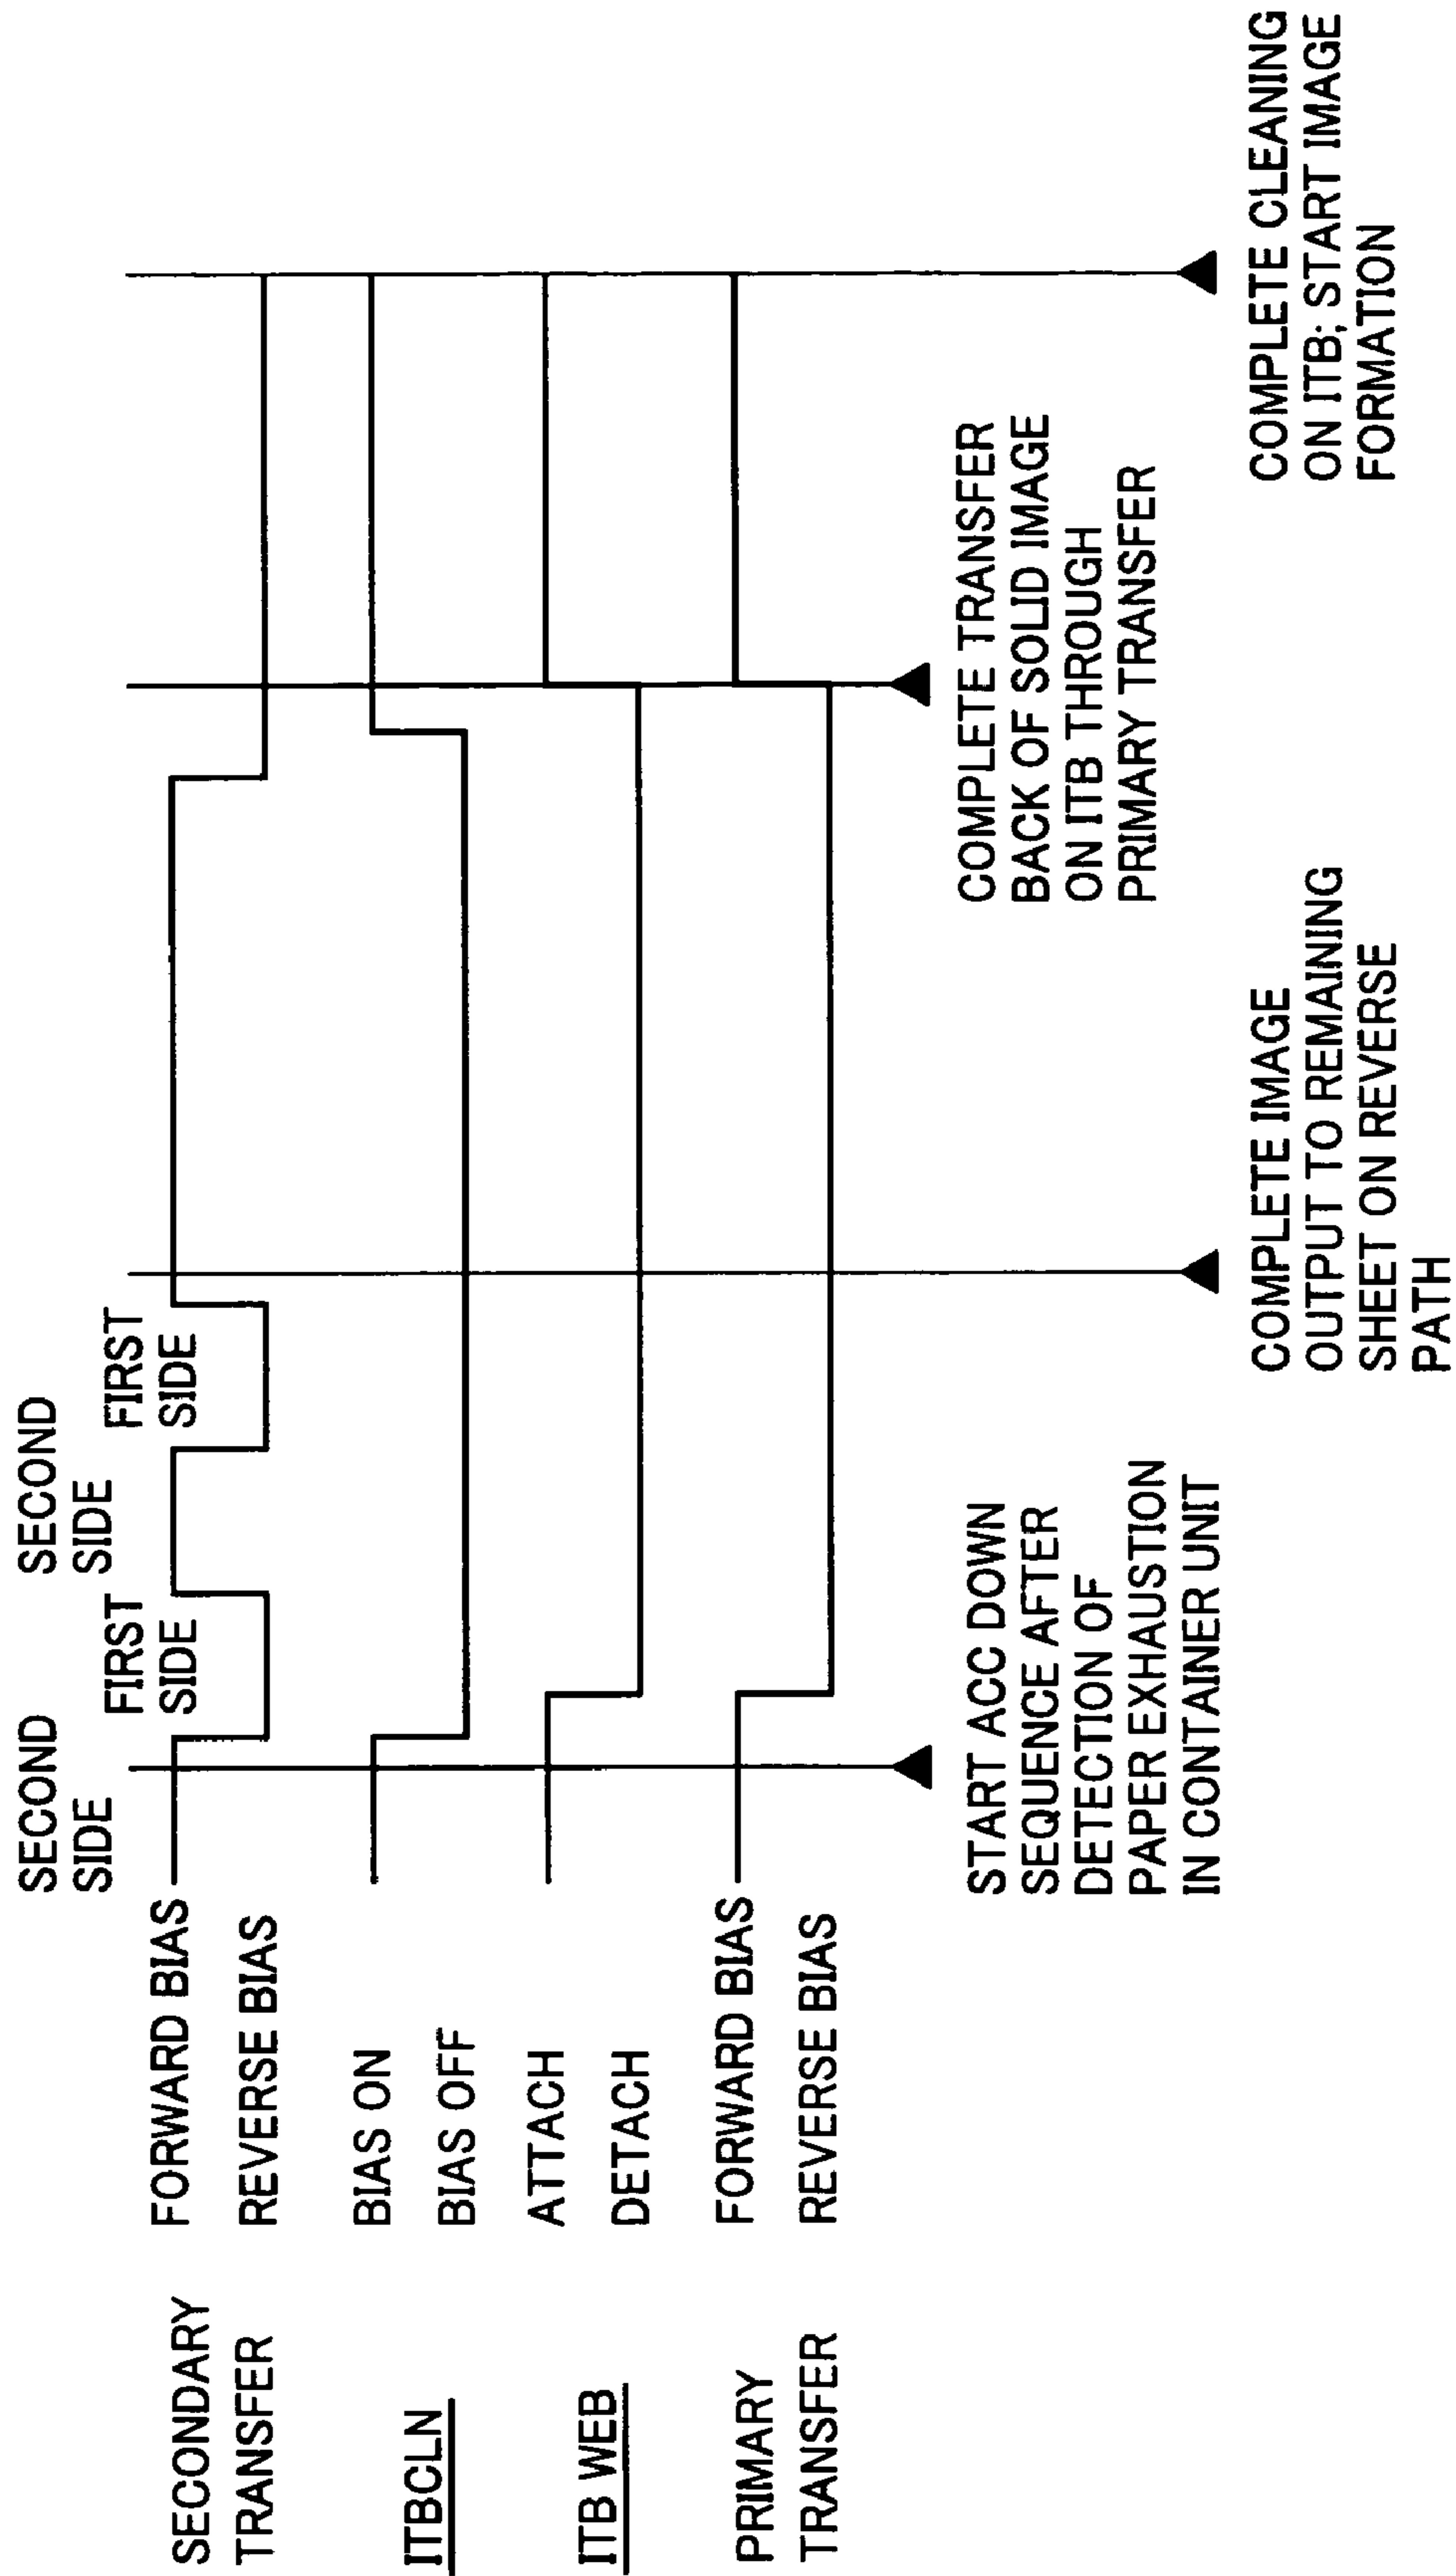 SECOND
SIDE
FIRST
SIDE
SECOND
SIDE
FIRST
SIDE
SECONDARY
TRANSFER
FORWARD BIAS
REVERSE BIAS
ITBCLN
BIAS ON
BIAS OFF
ITB WEB
ATTACH
DETACH
PRIMARY
TRANSFER
FORWARD BIAS
REVERSE BIAS
START ACC DOWN
SEQUENCE AFTER
DETECTION OF
PAPER EXHAUSTION
IN CONTAINER UNIT
COMPLETE IMAGE
OUTPUT TO REMAINING
SHEET ON REVERSE
PATH
COMPLETE TRANSFER
BACK OF SOLID IMAGE
ON ITB THROUGH
PRIMARY TRANSFER
COMPLETE CLEANING
ON ITB; START IMAGE
FORMATION